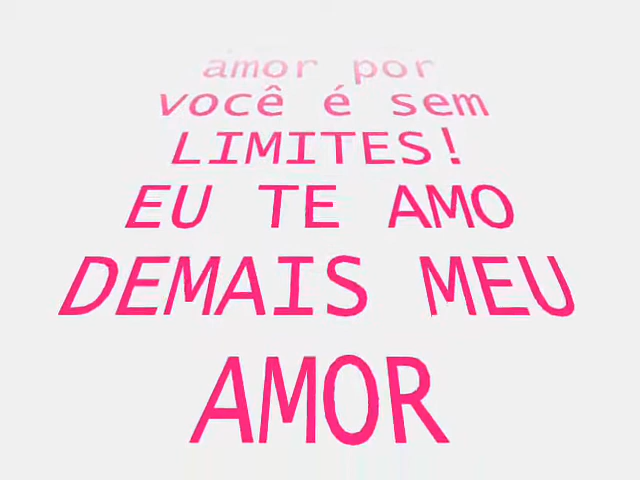 amor por
você é sem
LIMITES!
EU TE AMO
DEMAIS MEU
AMOR